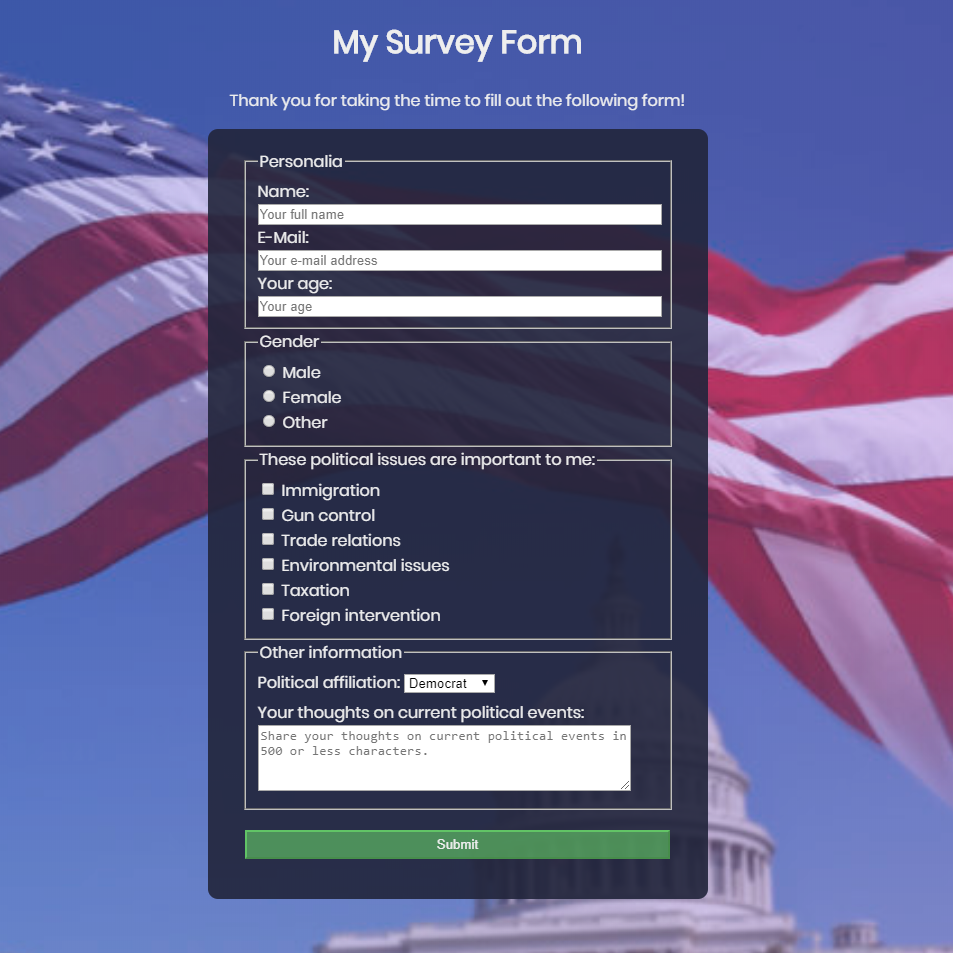 My Survey Form
Thank you for taking the time to fill out the following form!
Personalia
Name:
Your full name
E-Mail:
Your e-mail address
Your age:
Your age
Gender
Male
Female
Other
These political issues are important to me:
Immigration
Gun control
Trade relations
Environmental issues
Taxation
Foreign intervention
Other information
Political affiliation: Democrat
Your thoughts on current political events:
Share your thoughts on current political events in
500 or less characters.
Submit